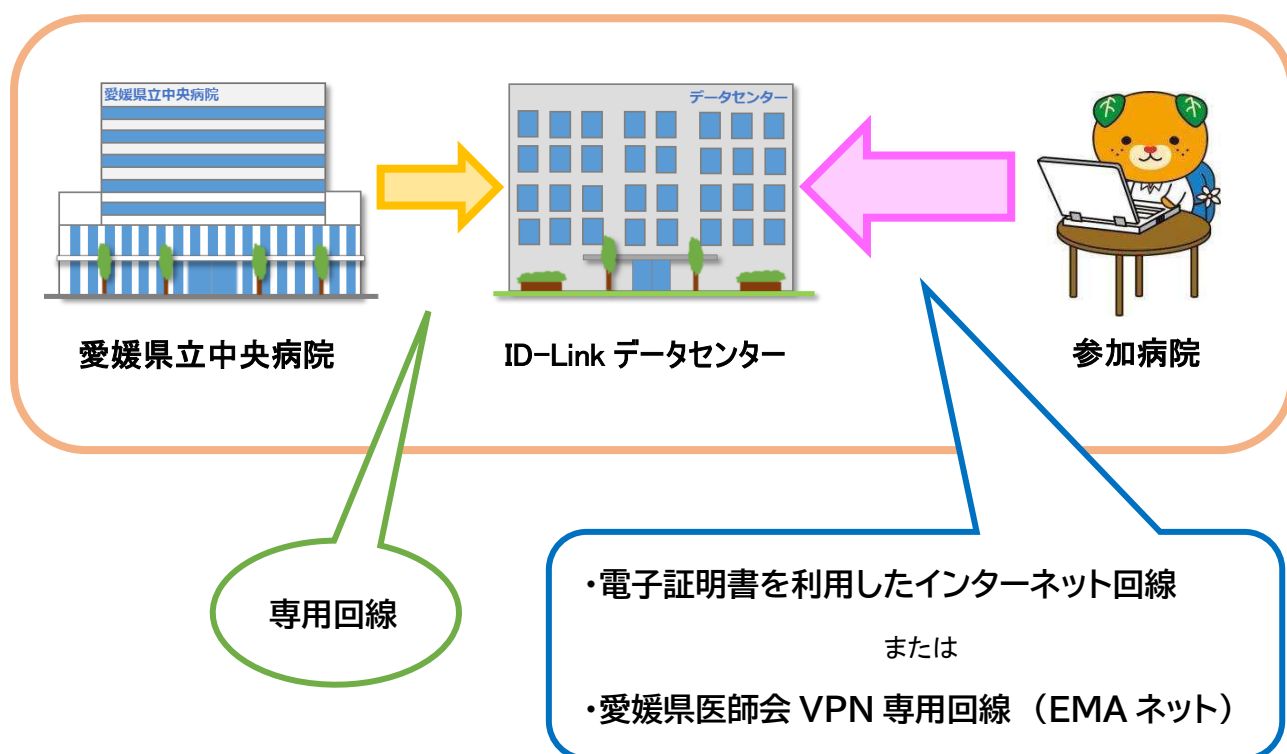 愛媛県立中央病院
データセンター
愛媛県立中央病院
ID-Link データセンター
参加病院
専用回線
・電子証明書を利用したインターネット回線
または
・愛媛県医師会 VPN 専用回線 （EMA ネット）